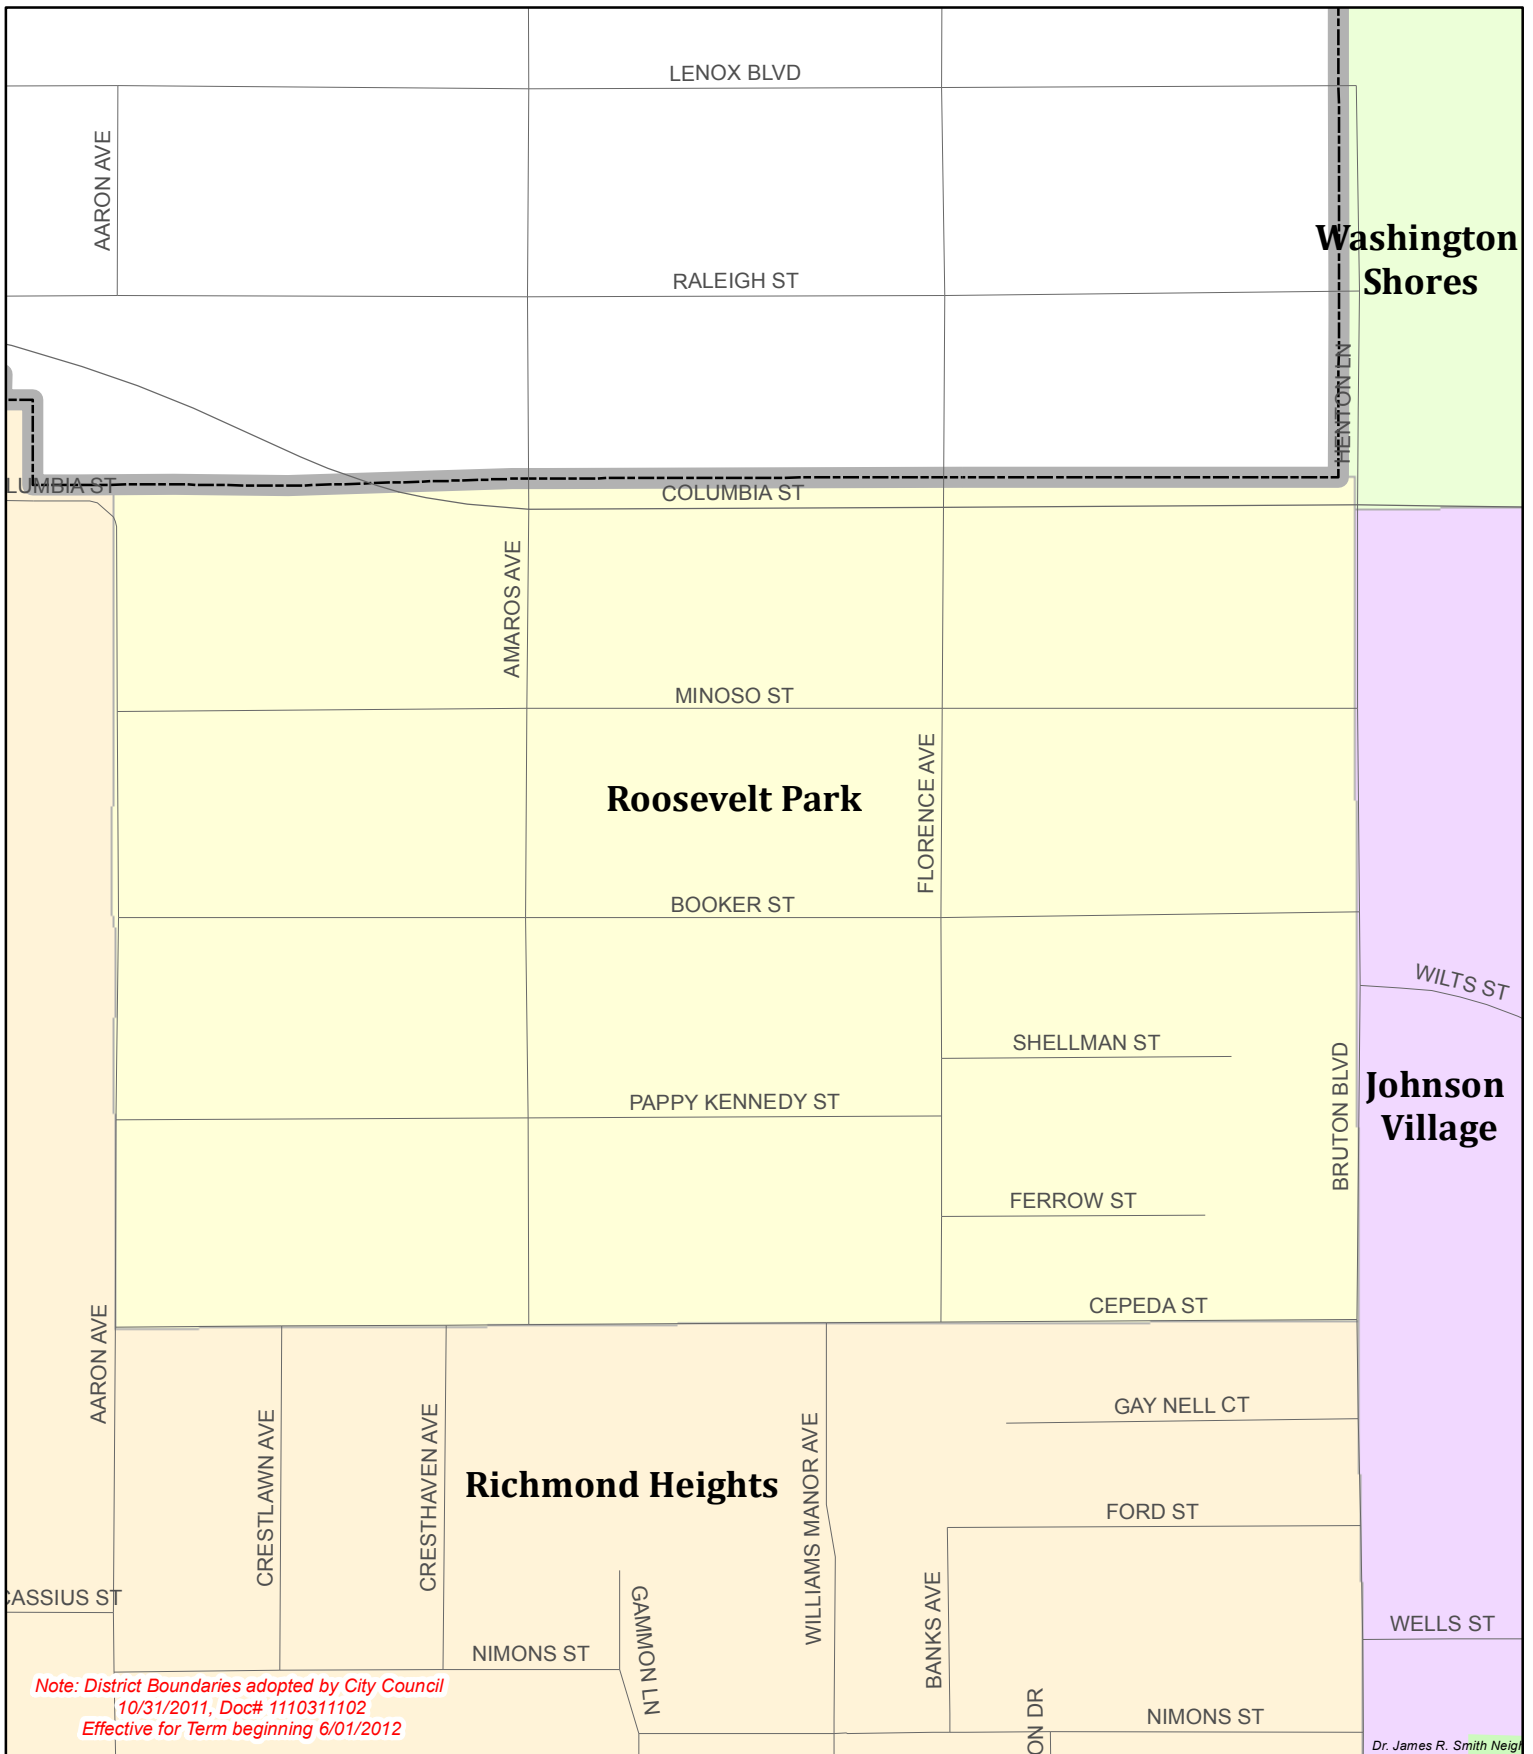 LENOX BLVD
AARON AVE
Washington
Shores
RALEIGH ST
HENTON LN
LUMBIA ST
COLUMBIA ST
AMAROS AVE
MINOSO ST
FLORENCE AVE
Roosevelt Park
BOOKER ST
WILTS ST
SHELLMAN ST
BRUTON BLVD
Johnson
Village
PAPPY KENNEDY ST
FERROW ST
CEPEDA ST
AARON AVE
GAY NELL CT
CRESTLAWN AVE
CRESTHAVEN AVE
WILLIAMS MANOR AVE
Richmond Heights
FORD ST
CASSIUS ST
GAMMON LN
BANKS AVE
WELLS ST
NIMONS ST
Note: District Boundaries adopted by City Council
10/31/2011, Doc# 1110311102
Effective for Term beginning 6/01/2012
ON DR
NIMONS ST
Dr. James R. Smith Neigh